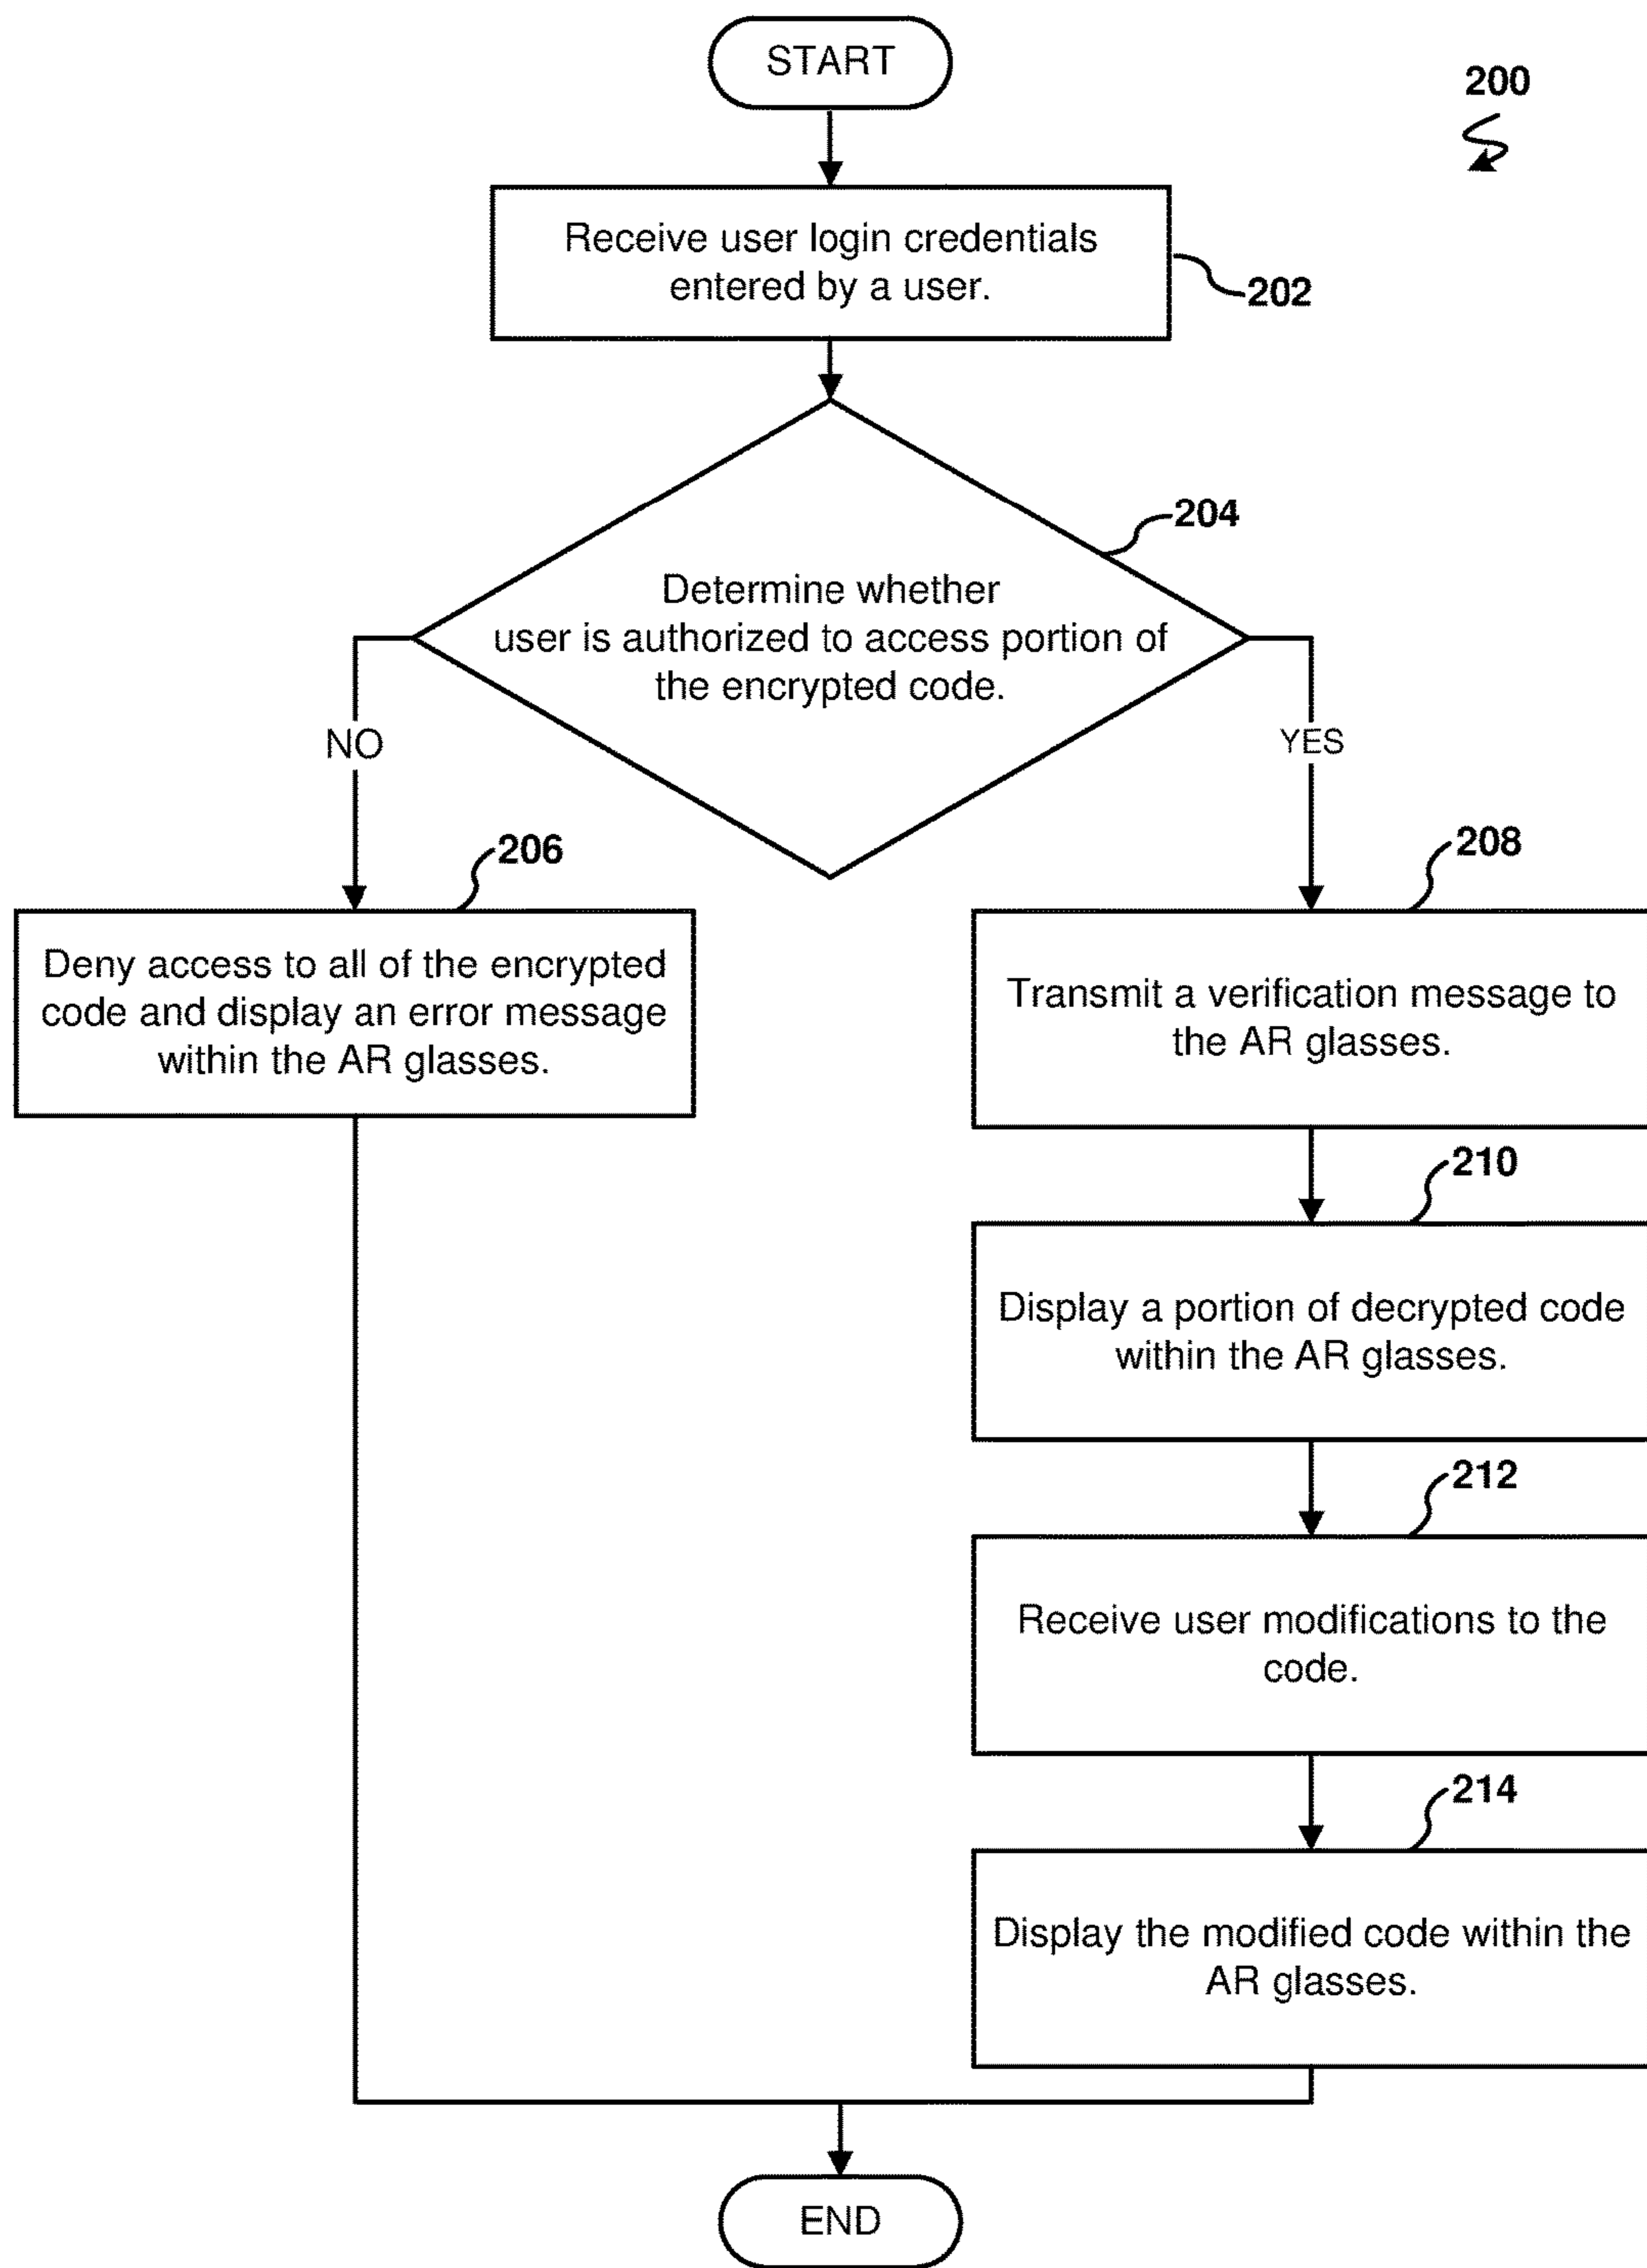 START
200
Receive user login credentials
entered by a user.
202
204
Determine whether
user is authorized to access portion of
the encrypted code.
NO
YES
206
Deny access to all of the encrypted
code and display an error message
within the AR glasses.
208
Transmit a verification message to
the AR glasses.
210
Display a portion of decrypted code
within the AR glasses.
212
Receive user modifications to the
code.
214
Display the modified code within the
AR glasses.
END